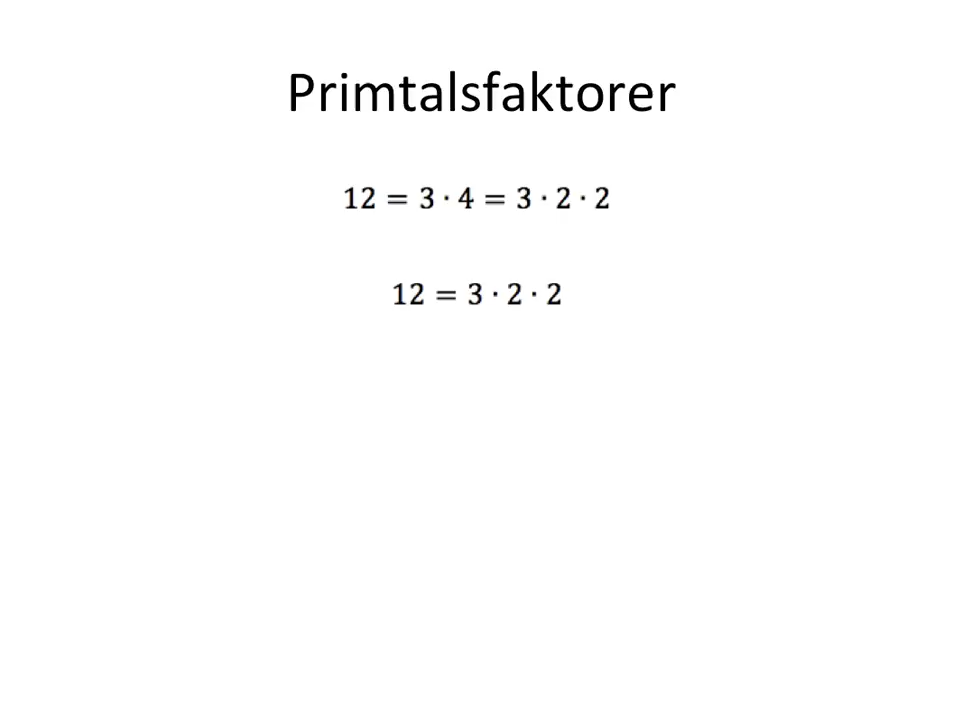 Primtalsfaktorer
12 = 3 · 4 = 3 · 2 · 2
12 = 3 · 2 · 2